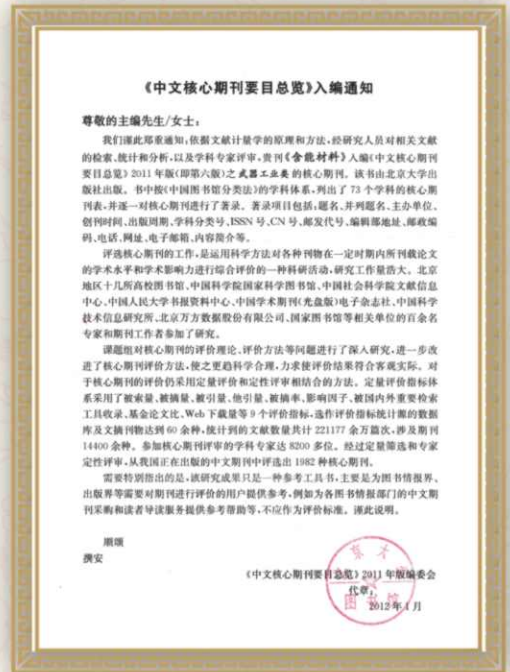 《中文核心期刊要目总览》入编通知
尊敬的主编先生/女士：
我们谨此郑重通知：依据文献计量学的原理和方法，经研究人员对相关文献
的检索、统计和分析，以及学科专家评审，贵刊《含能材料》入编《中文核心期刊
要目总览》2011年版（即第六版）之武器工业类的核心期刊。该书由北京大学出
版社出版。书中按《中国图书馆分类法》的学科体系，列出了73个学科的核心期
刊表，并逐一对核心期刊进行了著录。著录项目包括：题名、并列题名、主办单位、
创刊时间、出版周期、学科分类号、ISSN号、CN号、邮发代号、编辑部地址、邮政编
码、电话、网址、电子邮箱、内容简介等。
评选核心期刊的工作，是运用科学方法对各种刊物在一定时期内所刊载论文
的学术水平和学术影响力进行综合评价的一种科研活动，研究工作量浩大。北京
地区十几所高校图书馆、中国科学院国家科学图书馆、中国社会科学院文献信息
中心、中国人民大学书报资料中心、中国学术期刊（光盘版）电子杂志社、中国科学
技术信息研究所、北京万方数据股份有限公司、国家图书馆等相关单位的百余名
专家和期刊工作者参加了研究。
课题组对核心期刊的评价理论、评价方法等问题进行了深入研究，进一步改
进了核心期刊评价方法，使之更趋科学合理，力求使评价结果符合客观实际。对
于核心期刊的评价仍采用定量评价和定性评审相结合的方法。定量评价指标体
系采用了被索量、被摘量、被引量、他引量、被摘率、影响因子、被国内外重要检索
工具收录、基金论文比、Web下载量等9个评价指标，选作评价指标统计源的数据
库及文摘刊物达到60余种，统计到的文献数量共计221177余万篇次，涉及期刊
14400余种。参加核心期刊评审的学科专家达8200多位。经过定量筛选和专家
定性评审，从我国正在出版的中文期刊中评选出1982种核心期刊。
需要特别指出的是，该研究成果只是一种参考工具书，主要是为图书情报界、
出版界等需要对期刊进行评价的用户提供参考，例如为各图书情报部门的中文期
刊采购和读者导读服务提供参考帮助等，不应作为评价标准。谨此说明。
顺颂
撰安
《中文核心期刊要目总览》2011年版编委会
代章：
2012年1月